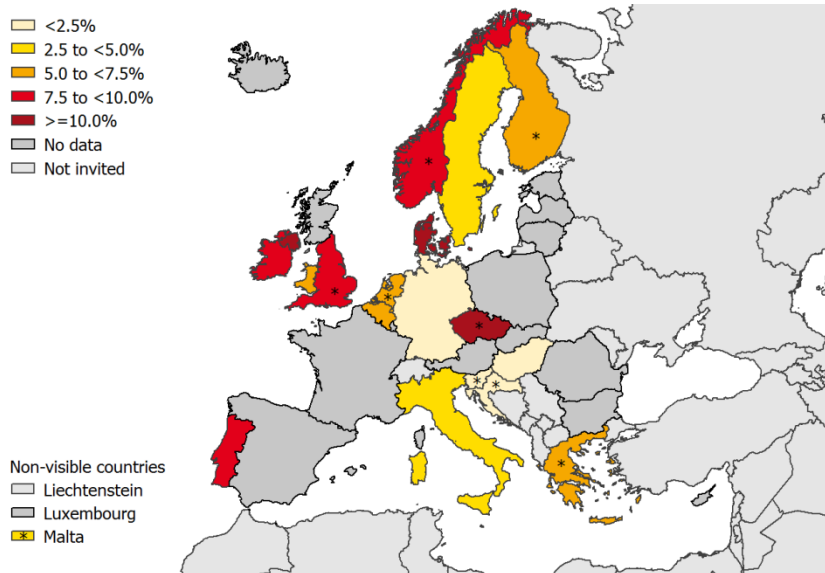 <2.5%
2.5 to <5.0%
5.0 to <7.5%
7.5 to <10.0%
>=10.0%
No data
Not invited
*
*
*
*
*
*
*
*
Non-visible countries
Liechtenstein
Luxembourg
* Malta